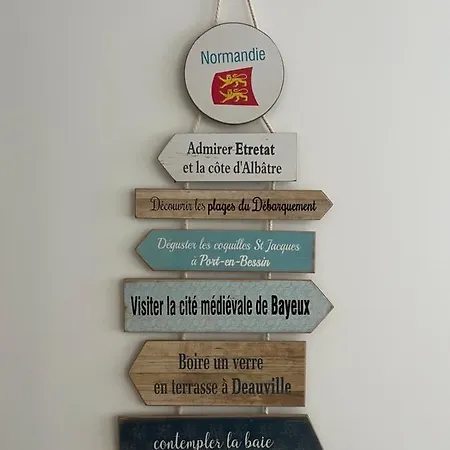 Normandie
Admirer Etretat
et la côte d'Albâtre
Découvrir les plages du Débarquement
Déguster les coquilles St Jacques
à Port-en-Bessin
Visiter la cité médiévale de Bayeux
Boire un verre
en terrasse à Deauville
contempler la baie